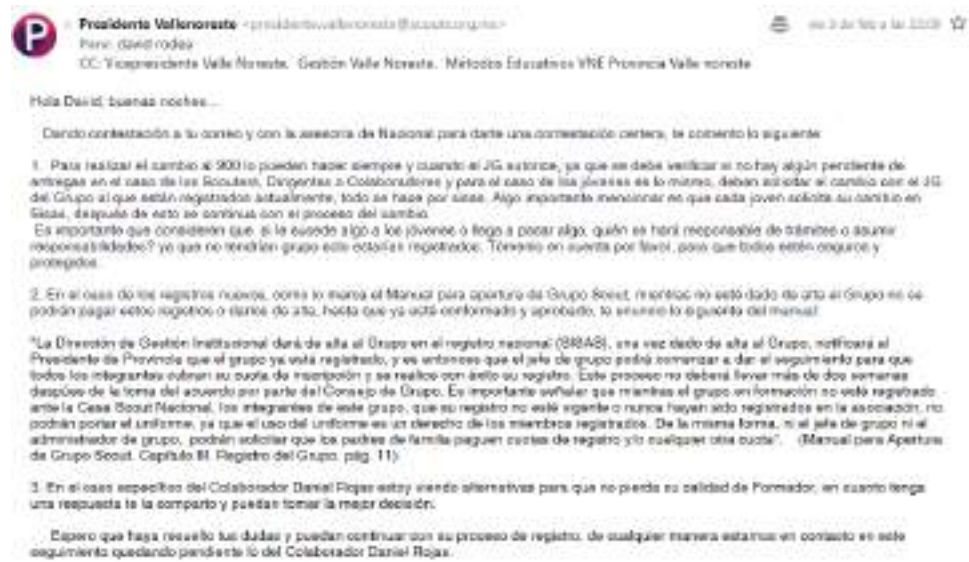 P
Presidente Vallenoreste <presidente.vallenoreste@scouts.org.mx>
Para: david rodea
CC: Vicepresidente Valle Noreste, Gestión Valle Noreste, Métodos Educativos VNE Provincia Valle noreste
Hola David, buenas noches...
Dando contestación a tu correo y con la asesoría de Nacional para darte una contestación certera, te comento lo siguiente:
1. Para realizar el cambio al 900 lo pueden hacer siempre y cuando el JG autorice, ya que se debe verificar si no hay algún pendiente de
entregas en el caso de los Scouters, Dirigentes o Colaboradores y para el caso de los jóvenes es lo mismo, deben solicitar el cambio con el JG
del Grupo al que están registrados actualmente, todo se hace por sisas. Algo importante mencionar es que cada joven solicite su cambio en
Sisas, después de esto se continua con el proceso del cambio.
Es importante que consideren que si le sucede algo a los jóvenes o llega a pasar algo, quién se hará responsable de trámites o asumir
responsabilidades? ya que no tendrían grupo solo estarían registrados. Tómenlo en cuenta por favor, para que todos estén seguros y
protegidos.
2. En el caso de los registros nuevos, como lo marca el Manual para apertura de Grupo Scout, mientras no esté dado de alta el Grupo no se
podrán pagar estos registros o darlos de alta, hasta que ya esté conformado y aprobado, te enuncio lo siguiente del manual:
"La Dirección de Gestión Institucional dará de alta al Grupo en el registro nacional (SISAS), una vez dado de alta al Grupo, notificará al
Presidente de Provincia que el grupo ya está registrado, y es entonces que el jefe de grupo podrá comenzar a dar el seguimiento para que
todos los integrantes cubran su cuota de inscripción y se realice con éxito su registro. Este proceso no deberá llevar más de dos semanas
después de la toma del acuerdo por parte del Consejo de Grupo. Es importante señalar que mientras el grupo en formación no esté registrado
ante la Casa Scout Nacional, los integrantes de este grupo, que su registro no esté vigente o nunca hayan sido registrados en la asociación, no
podrán portar el uniforme, ya que el uso del uniforme es un derecho de los miembros registrados. De la misma forma, ni el jefe de grupo ni el
administrador de grupo, podrán solicitar que los padres de familia paguen cuotas de registro y/o cualquier otra cuota". (Manual para Apertura
de Grupo Scout. Capítulo III. Registro del Grupo. pág. 11)
3. En el caso específico del Colaborador Daniel Rojas estoy viendo alternativas para que no pierda su calidad de Formador, en cuanto tenga
una respuesta te la comparto y puedan tomar la mejor decisión.
Espero que haya resuelto tus dudas y puedan continuar con su proceso de registro, de cualquier manera estamos en contacto en este
seguimiento quedando pendiente lo del Colaborador Daniel Rojas.